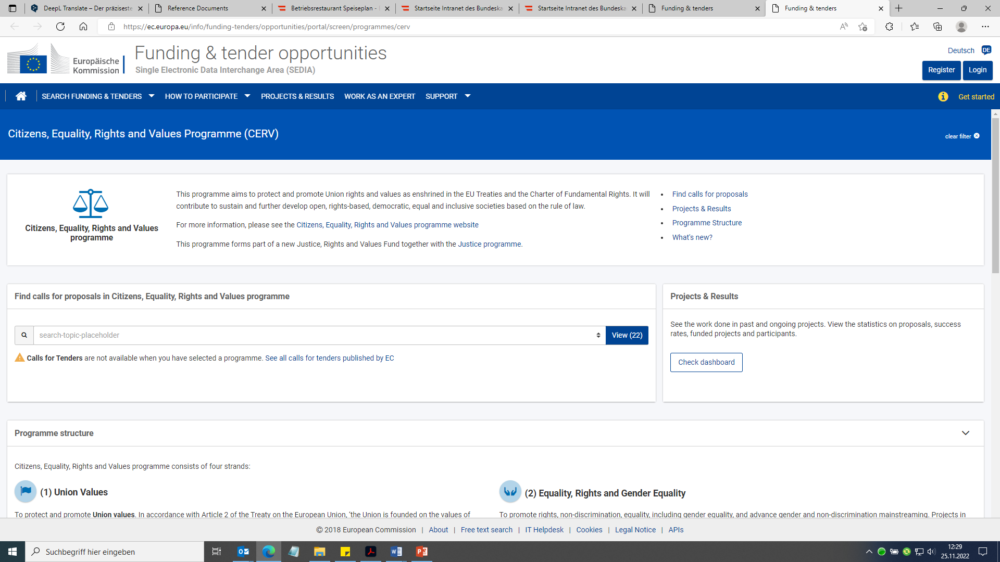 DeepL Translate – Der präziseste
Reference Documents
Betriebsrestaurant Speiseplan -
Startseite Intranet des Bundeska
Startseite Intranet des Bundeska
Funding & tenders
Funding & tenders
https://ec.europa.eu/info/funding-tenders/opportunities/portal/screen/programmes/cerv
Europäische
Kommission
Funding & tender opportunities
Single Electronic Data Interchange Area (SEDIA)
Deutsch DE
Register Login
SEARCH FUNDING & TENDERS HOW TO PARTICIPATE PROJECTS & RESULTS WORK AS AN EXPERT SUPPORT Get started
Citizens, Equality, Rights and Values Programme (CERV)
clear filter
Citizens, Equality, Rights and Values
programme
This programme aims to protect and promote Union rights and values as enshrined in the EU Treaties and the Charter of Fundamental Rights. It will
contribute to sustain and further develop open, rights-based, democratic, equal and inclusive societies based on the rule of law.
For more information, please see the Citizens, Equality, Rights and Values programme website
This programme forms part of a new Justice, Rights and Values Fund together with the Justice programme.
• Find calls for proposals
• Projects & Results
• Programme Structure
• What's new?
Find calls for proposals in Citizens, Equality, Rights and Values programme
search-topic-placeholder
View (22)
Calls for Tenders are not available when you have selected a programme. See all calls for tenders published by EC
Projects & Results
See the work done in past and ongoing projects. View the statistics on proposals, success
rates, funded projects and participants.
Check dashboard
Programme structure
Citizens, Equality, Rights and Values programme consists of four strands:
(1) Union Values
To protect and promote Union values. In accordance with Article 2 of the Treaty on the European Union, 'the Union is founded on the values of
(2) Equality, Rights and Gender Equality
To promote rights, non-discrimination, equality, including gender equality, and advance gender and non-discrimination mainstreaming. Projects in
© 2018 European Commission | About | Free text search | IT Helpdesk | Cookies | Legal Notice | APIs
Suchbegriff hier eingeben
12:29
25.11.2022